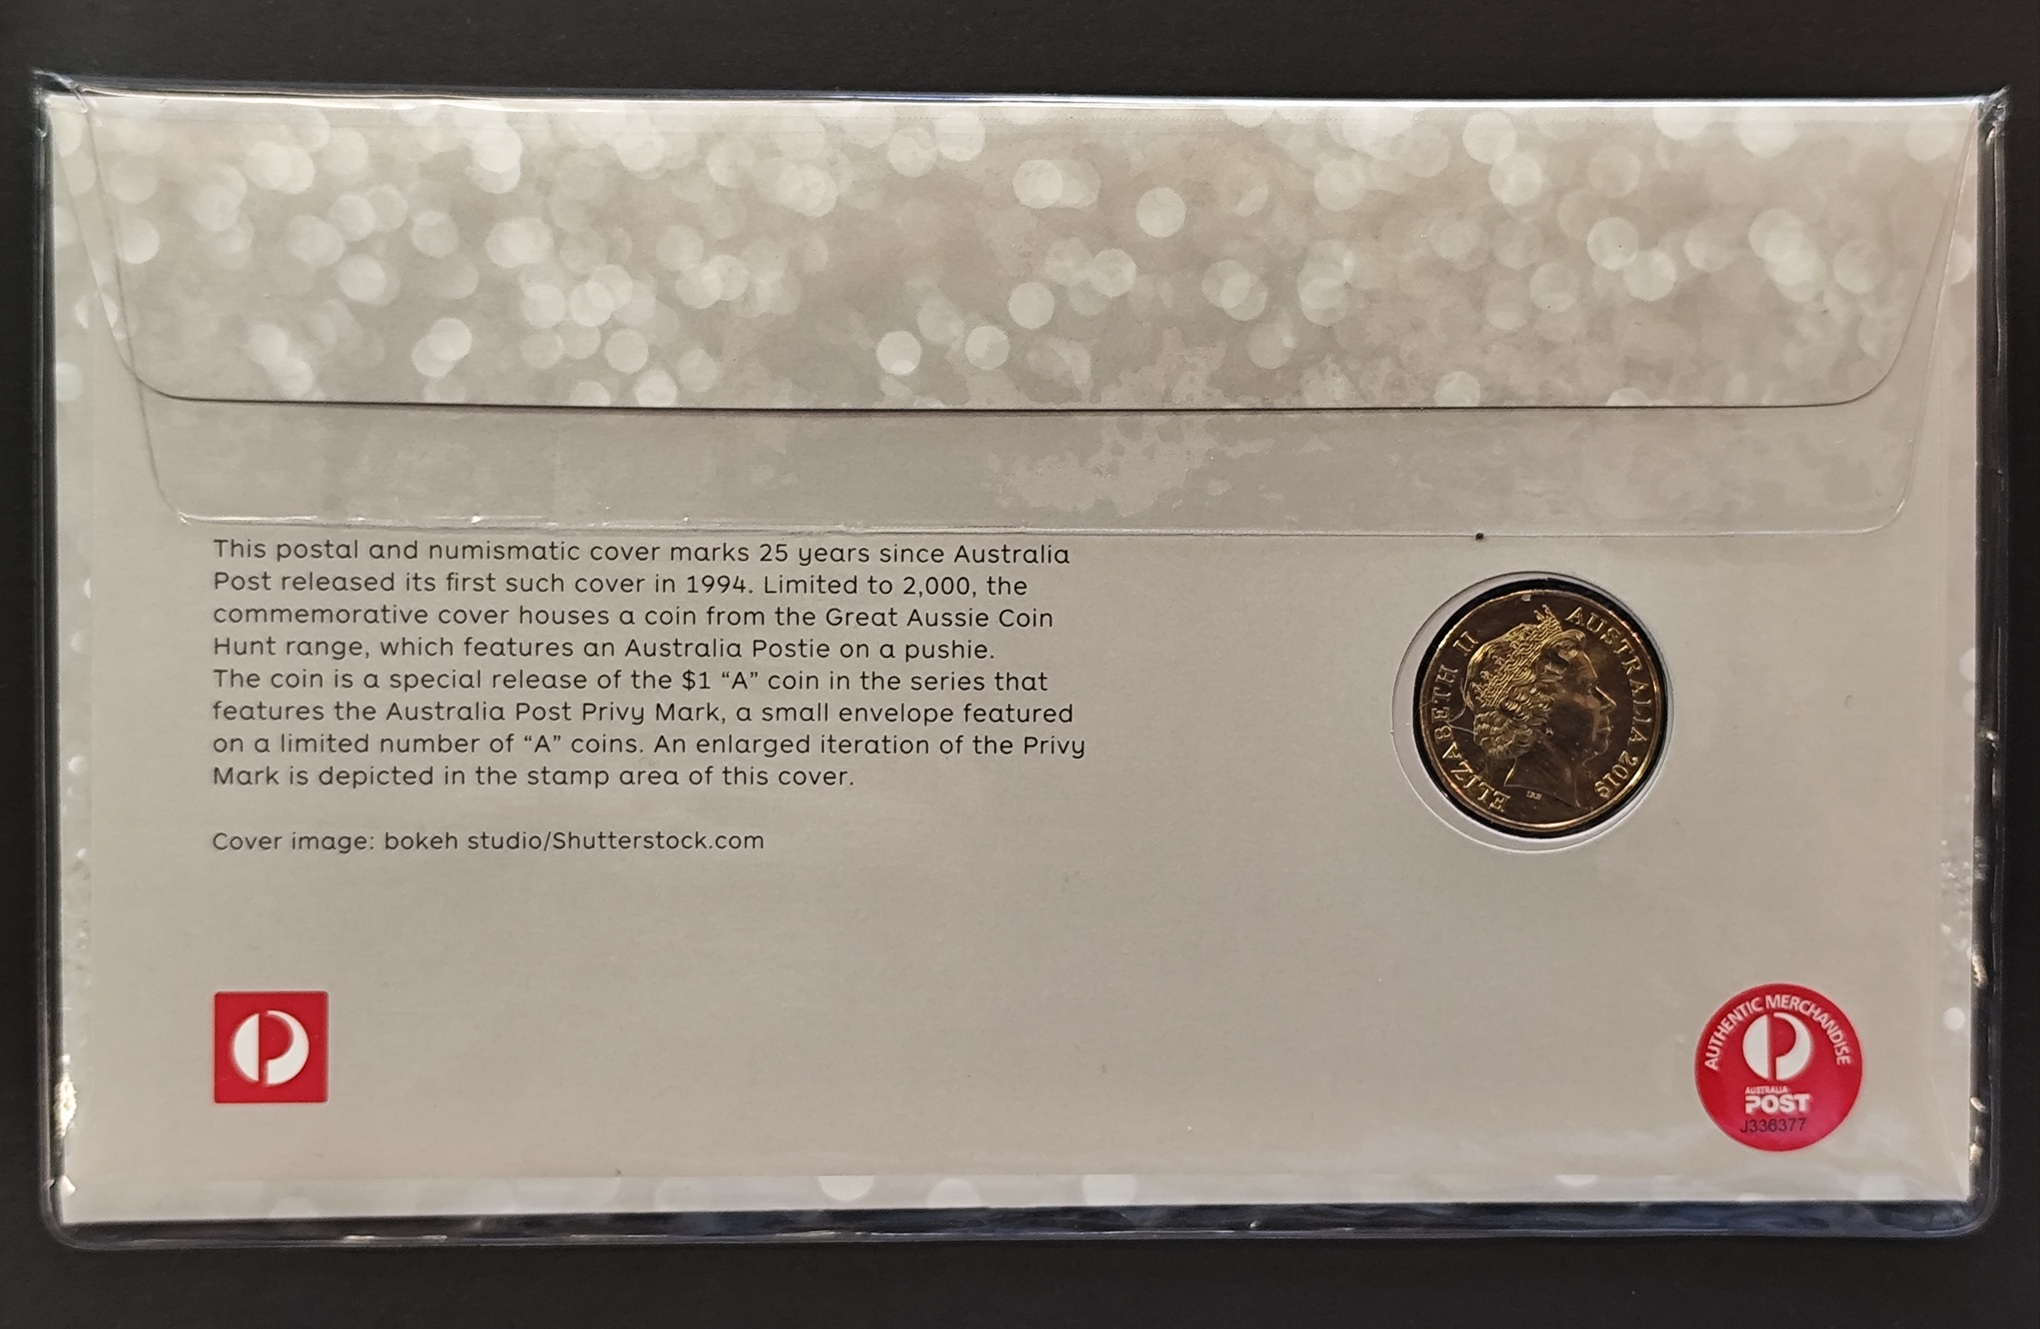 This postal and numismatic cover marks 25 years since Australia
Post released its first such cover in 1994. Limited to 2,000, the
commemorative cover houses a coin from the Great Aussie Coin
Hunt range, which features an Australia Postie on a pushie.
The coin is a special release of the $1 “A” coin in the series that
features the Australia Post Privy Mark, a small envelope featured
on a limited number of “A” coins. An enlarged iteration of the Privy
Mark is depicted in the stamp area of this cover.
Cover image: bokeh studio/Shutterstock.com
ELIZABETH II AUSTRALIA 2019
AUTHENTIC MERCHANDISE
AUSTRALIA
POST
J336377